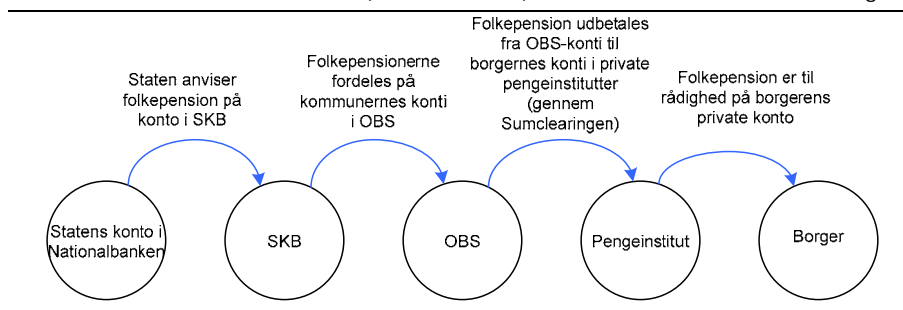 Staten anviser
folkepension på
konto i SKB
Folkepensionerne
fordeles på
kommunernes konti
i OBS
Folkepension udbetales
fra OBS-konti til
borgernes konti i private
pengeinstitutter
(gennem
Sumclearingen)
Folkepension er til
rådighed på borgerens
private konto
Statens konto i
Nationalbanken
SKB
OBS
Pengeinstitut
Borger